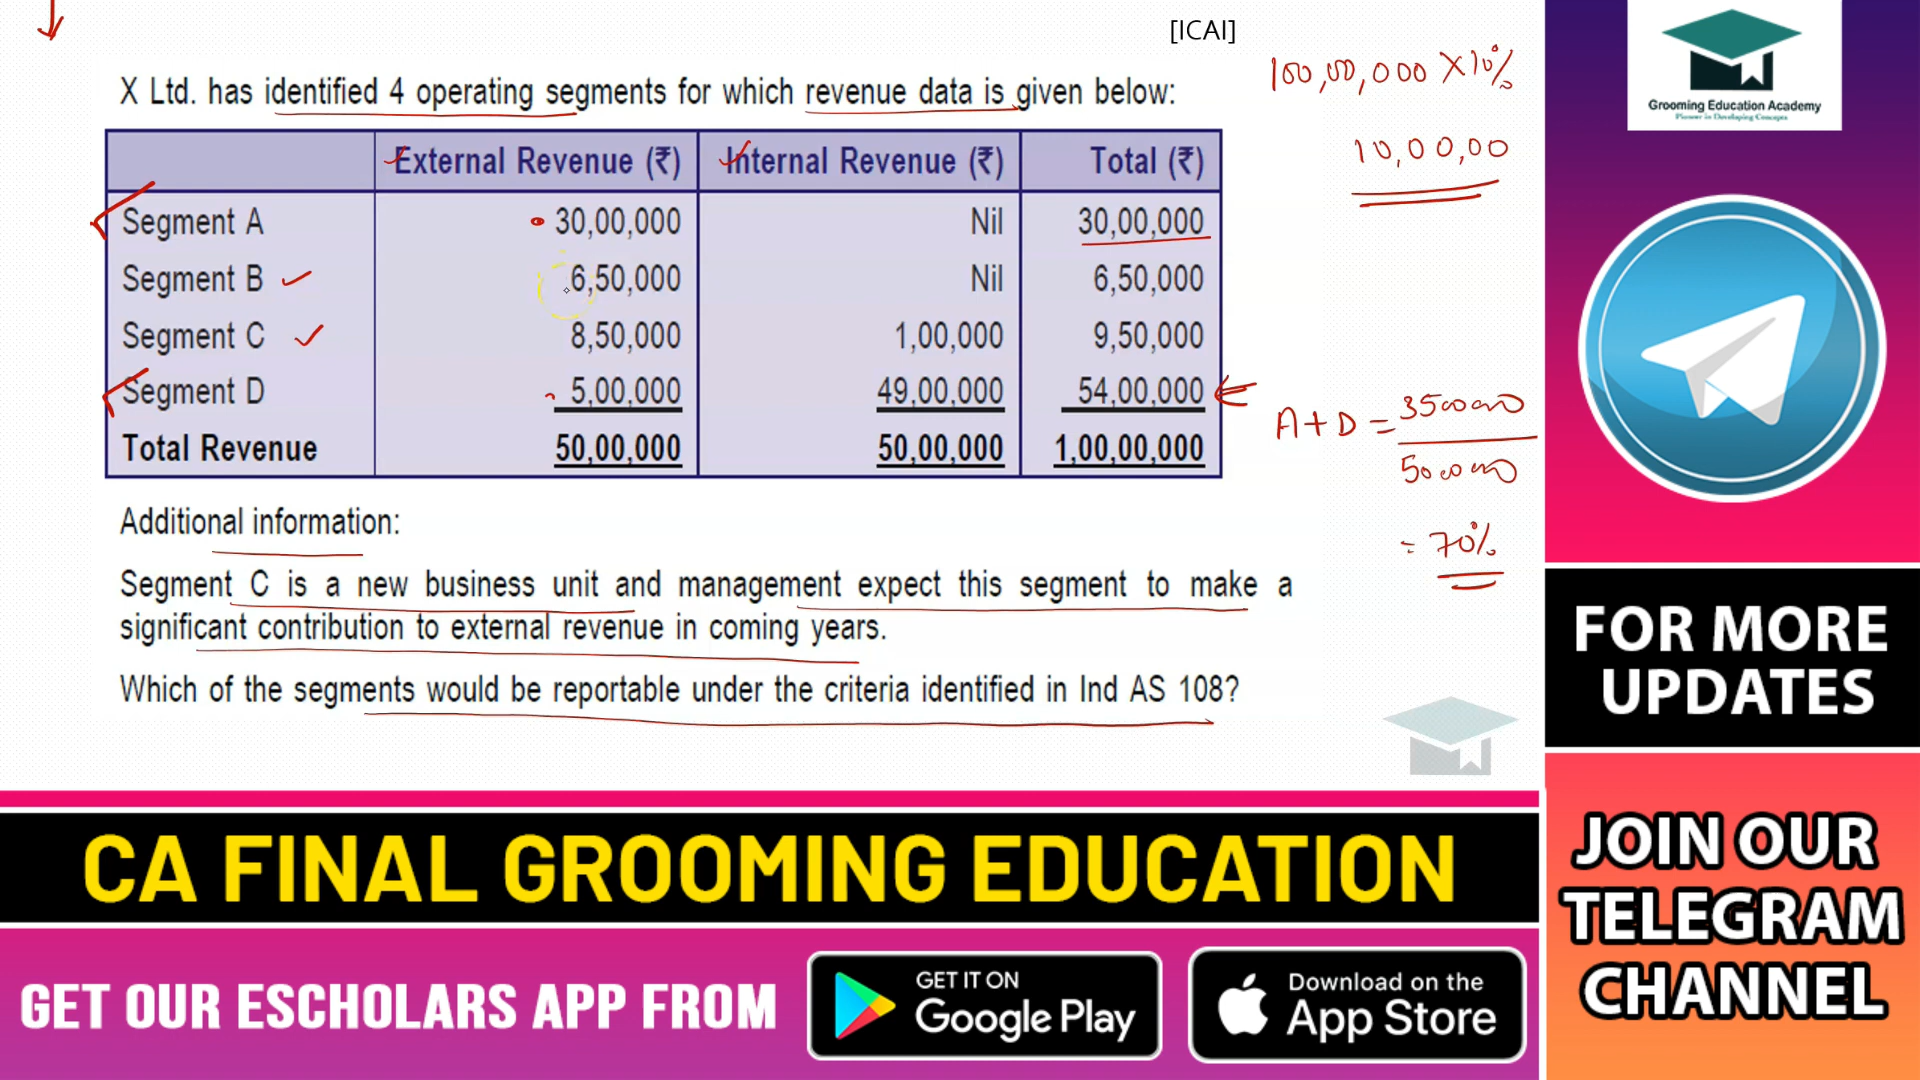 [ICAI]
X Ltd. has identified 4 operating segments for which revenue data is given below:
External Revenue (₹) Internal Revenue (₹) Total (₹)
Segment A 30,00,000 Nil 30,00,000
Segment B 6,50,000 Nil 6,50,000
Segment C 8,50,000 1,00,000 9,50,000
Segment D 5,00,000 49,00,000 54,00,000
Total Revenue 50,00,000 50,00,000 1,00,00,000
Additional information:
Segment C is a new business unit and management expect this segment to make a
significant contribution to external revenue in coming years.
Which of the segments would be reportable under the criteria identified in Ind AS 108?
100,00,000 X 10%
10,00,00
A+D = 3500000
5000000
= 70%
Grooming Education Academy
Pioneer in Developing Concepts
FOR MORE
UPDATES
JOIN OUR
TELEGRAM
CHANNEL
CA FINAL GROOMING EDUCATION
GET OUR ESCHOLARS APP FROM
GET IT ON
Google Play
Download on the
App Store